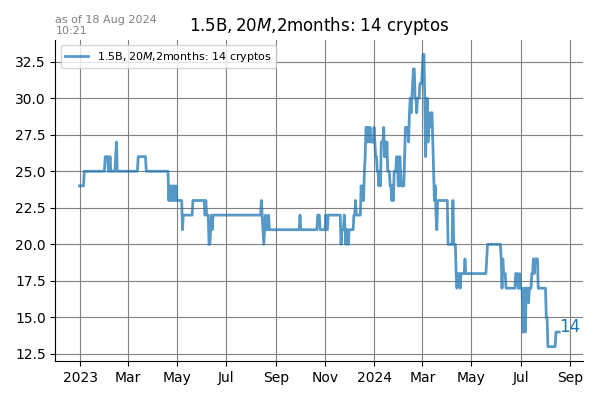 as of 18 Aug 2024
10:21
1.5B, 20M,2months: 14 cryptos
1.5B, 20M,2months: 14 cryptos
32.5
30.0
27.5
25.0
22.5
20.0
17.5
15.0
12.5
14
2023 Mar May Jul Sep Nov 2024 Mar May Jul Sep